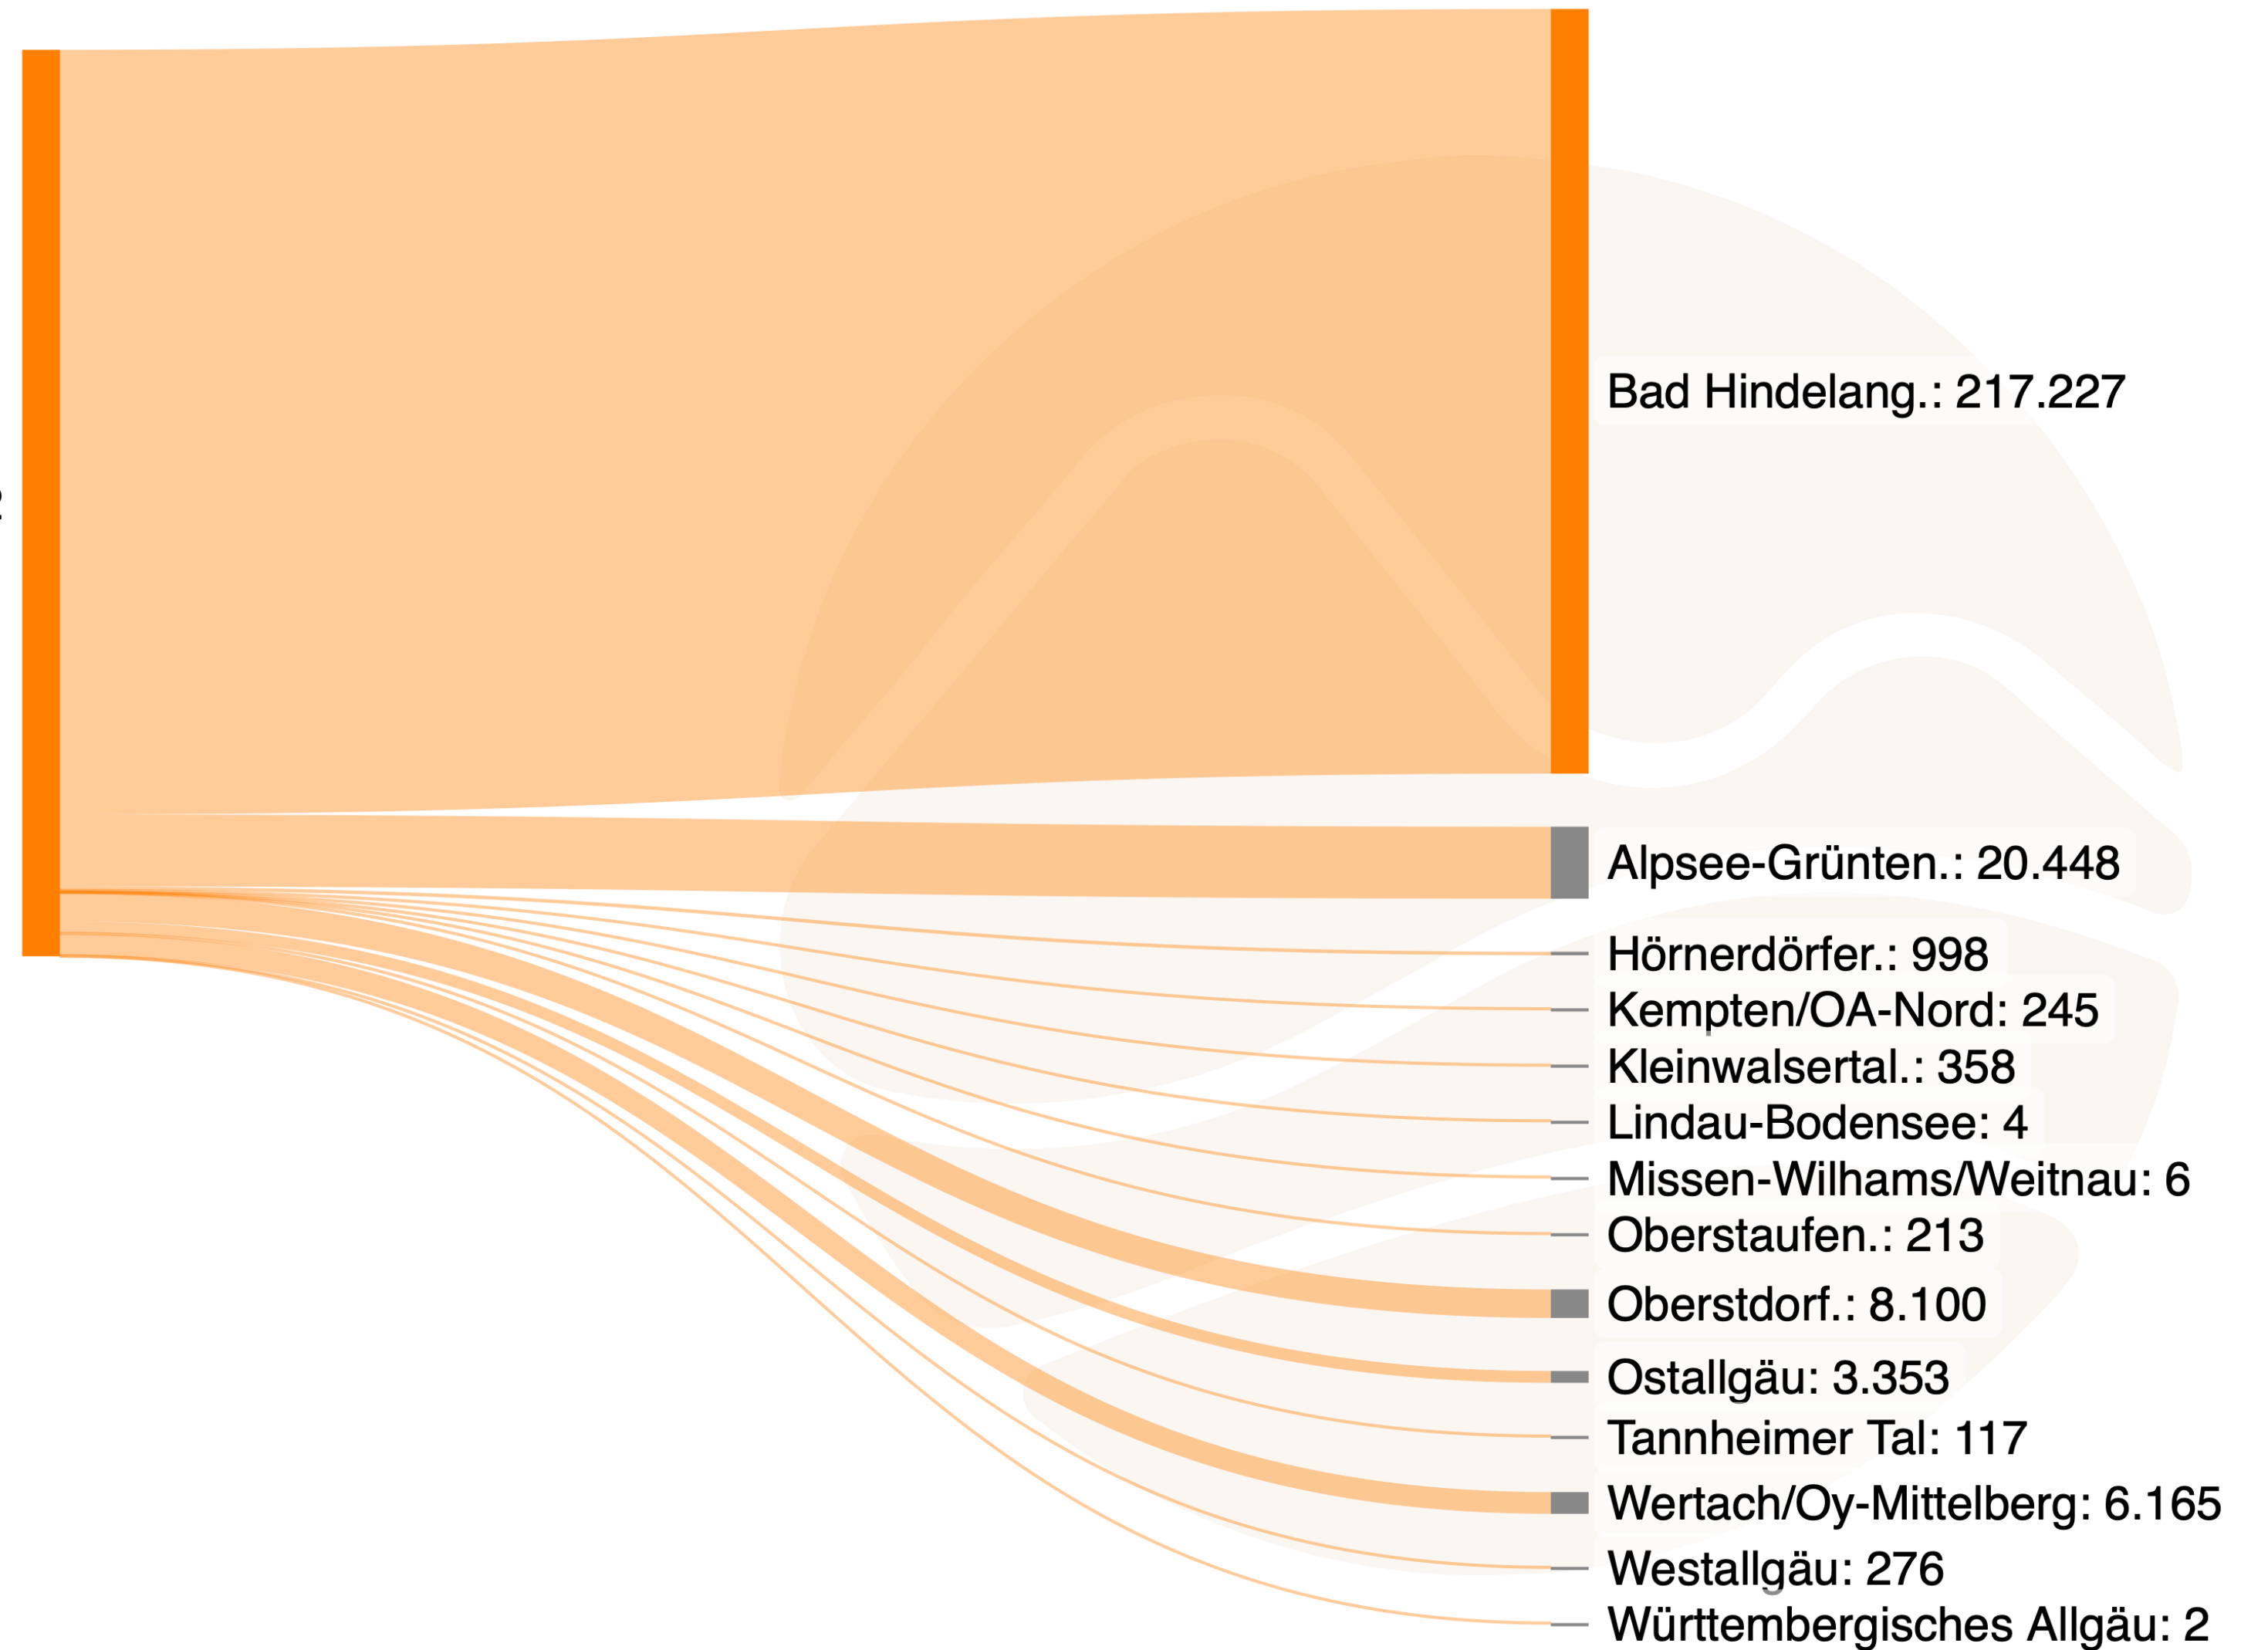 Bad Hindelang.: 217.227
Alpsee-Grünten.: 20.448
Hörnerdörfer.: 998
Kempten/OA-Nord: 245
Kleinwalsertal.: 358
Lindau-Bodensee: 4
Missen-Wilhams/Weitnau: 6
Oberstaufen.: 213
Oberstdorf.: 8.100
Ostallgäu: 3.353
Tannheimer Tal: 117
Wertach/Oy-Mittelberg: 6.165
Westallgäu: 276
Württembergisches Allgäu: 2